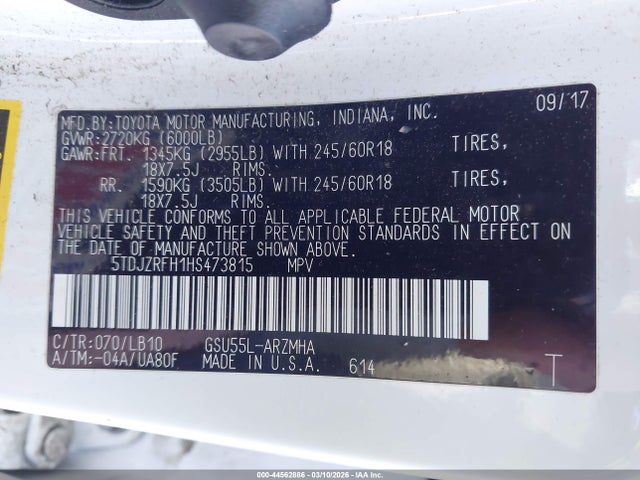 MFD.BY:TOYOTA MOTOR MANUFACTURING, INDIANA, INC. 09/17
GVWR:2720KG (6000LB)
GAWR:FRT. 1345KG (2955LB) WITH 245/60R18 TIRES,
18X7.5J RIMS.
RR. 1590KG (3505LB) WITH 245/60R18 TIRES,
18X7.5J RIMS.
THIS VEHICLE CONFORMS TO ALL APPLICABLE FEDERAL MOTOR
VEHICLE SAFETY AND THEFT PREVENTION STANDARDS IN EFFECT ON
THE DATE OF MANUFACTURE SHOWN ABOVE.
5TDJZRFH1HS473815 MPV
C/TR:070/LB10 GSU55L-ARZMHA
A/TM:-04A/UA80F MADE IN U.S.A. 614 T
000-44562886 - 03/10/2026 - IAAI.COM